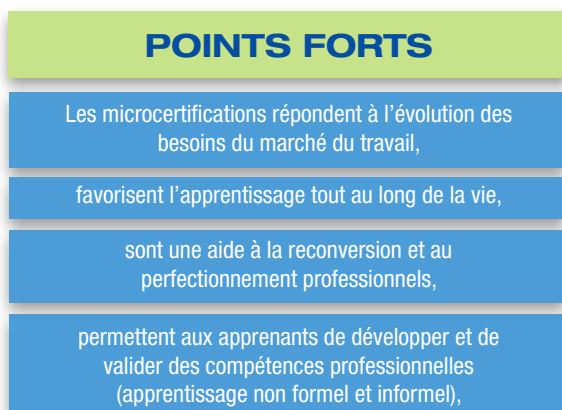 POINTS FORTS
Les microcertifications répondent à l’évolution des
besoins du marché du travail,
favorisent l’apprentissage tout au long de la vie,
sont une aide à la reconversion et au
perfectionnement professionnels,
permettent aux apprenants de développer et de
valider des compétences professionnelles
(apprentissage non formel et informel),